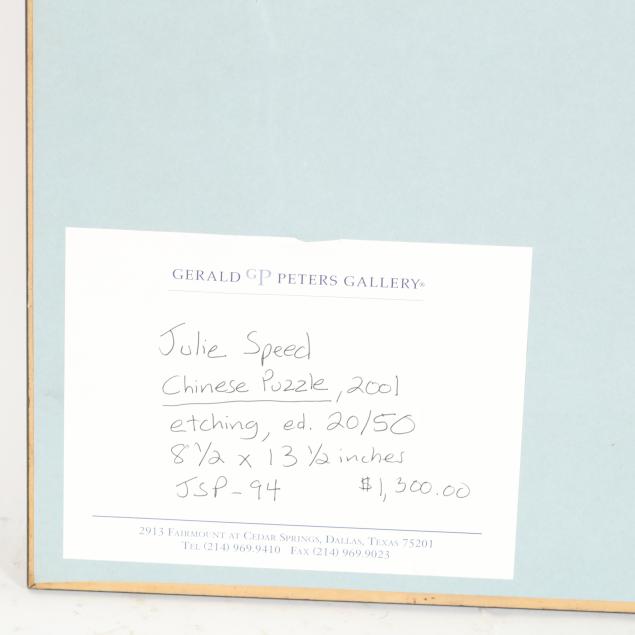 GERALD GP PETERS GALLERY®
Julie Speed
Chinese Puzzle, 2001
etching, ed. 20/50
8 1/2 x 13 1/2 inches
JSP-94 $1,300.00
2913 FAIRMOUNT AT CEDAR SPRINGS, DALLAS, TEXAS 75201
TEL (214) 969.9410 FAX (214) 969.9023